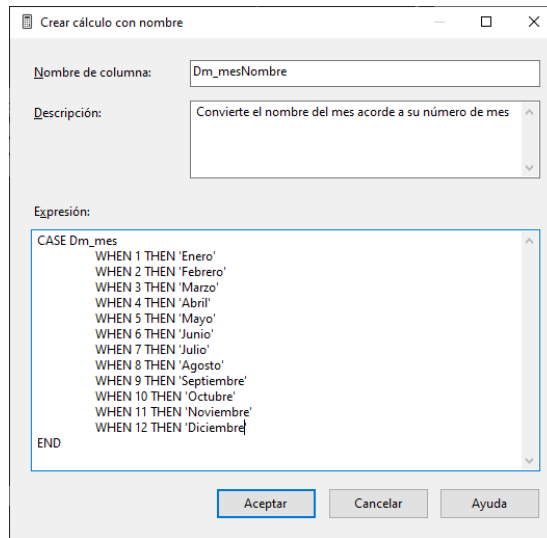 Crear cálculo con nombre
Nombre de columna:
Dm_mesNombre
Descripción:
Convierte el nombre del mes acorde a su número de mes
Expresión:
CASE Dm_mes
WHEN 1 THEN 'Enero'
WHEN 2 THEN 'Febrero'
WHEN 3 THEN 'Marzo'
WHEN 4 THEN 'Abril'
WHEN 5 THEN 'Mayo'
WHEN 6 THEN 'Junio'
WHEN 7 THEN 'Julio'
WHEN 8 THEN 'Agosto'
WHEN 9 THEN 'Septiembre'
WHEN 10 THEN 'Octubre'
WHEN 11 THEN 'Noviembre'
WHEN 12 THEN 'Diciembre'
END
Aceptar
Cancelar
Ayuda